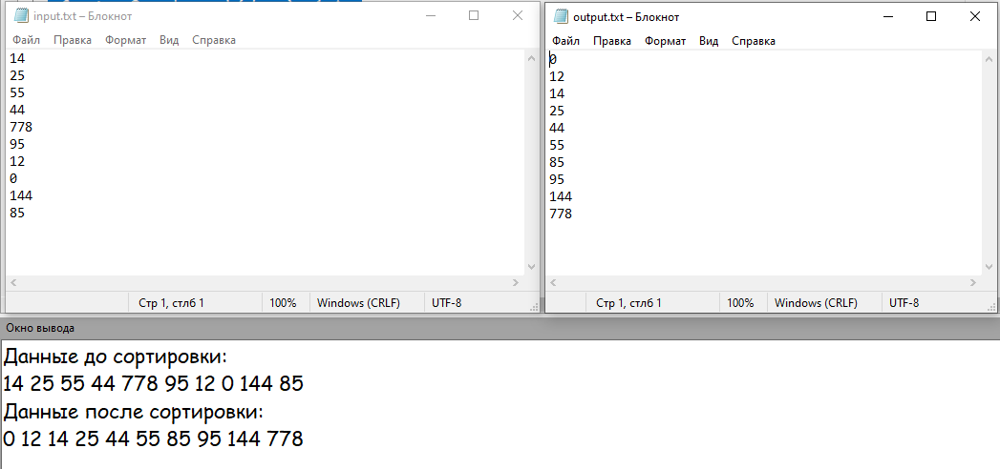 input.txt – Блокнот
Файл Правка Формат Вид Справка
14
25
55
44
778
95
12
0
144
85
Стр 1, стлб 1 100% Windows (CRLF) UTF-8
output.txt – Блокнот
Файл Правка Формат Вид Справка
0
12
14
25
44
55
85
95
144
778
Стр 1, стлб 1 100% Windows (CRLF) UTF-8
Окно вывода
Данные до сортировки:
14 25 55 44 778 95 12 0 144 85
Данные после сортировки:
0 12 14 25 44 55 85 95 144 778